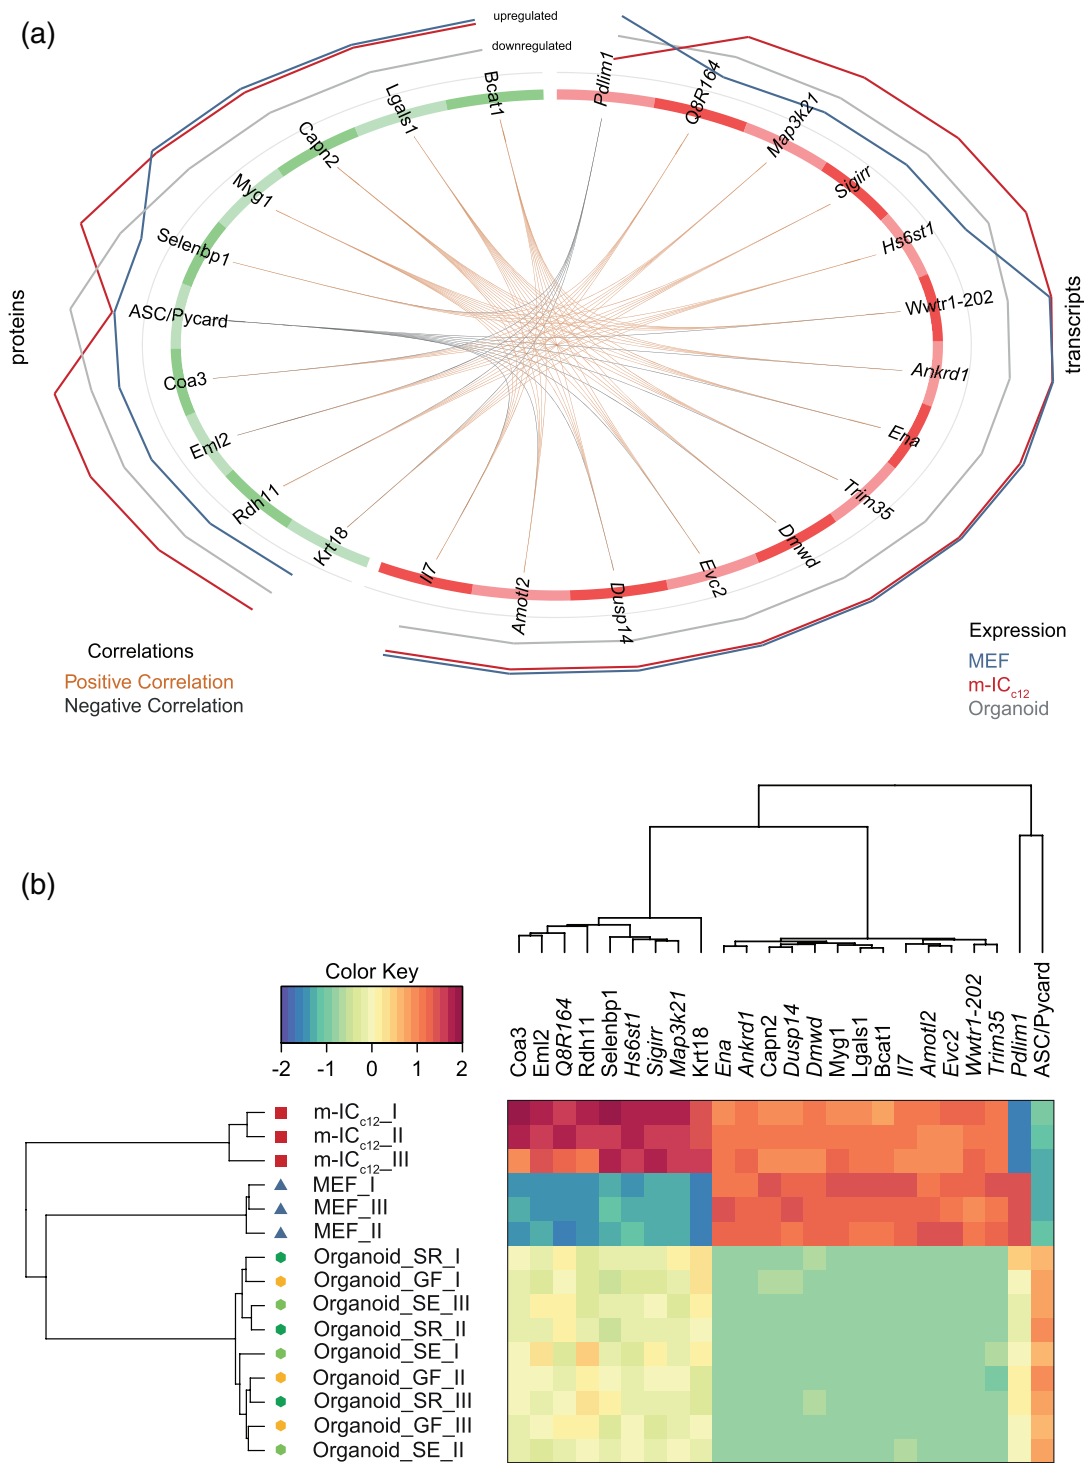 (a)
upregulated
downregulated
Bcat1
Lgals1
Capn2
Myg1
Selenbp1
ASC/Pycard
Coa3
Eml2
Rdh11
Krt18
Pdlim1
Q8R164
Map3k21
Sigirr
Hs6st1
Wwtr1-202
Ankrd1
Ena
Trim35
Dmwd
Evc2
Dusp14
Amotl2
Il7
proteins
transcripts
Correlations
Positive Correlation
Negative Correlation
Expression
MEF
m-ICc12
Organoid
(b)
Color Key
-2 -1 0 1 2
Coa3
Eml2
Q8R164
Rdh11
Selenbp1
Hs6st1
Sigirr
Map3k21
Krt18
Ena
Ankrd1
Capn2
Dusp14
Dmwd
Myg1
Lgals1
Bcat1
Il7
Amotl2
Evc2
Wwtr1-202
Trim35
Pdlim1
ASC/Pycard
m-ICc12_I
m-ICc12_II
m-ICc12_III
MEF_I
MEF_III
MEF_II
Organoid_SR_I
Organoid_GF_I
Organoid_SE_III
Organoid_SR_II
Organoid_SE_I
Organoid_GF_II
Organoid_SR_III
Organoid_GF_III
Organoid_SE_II